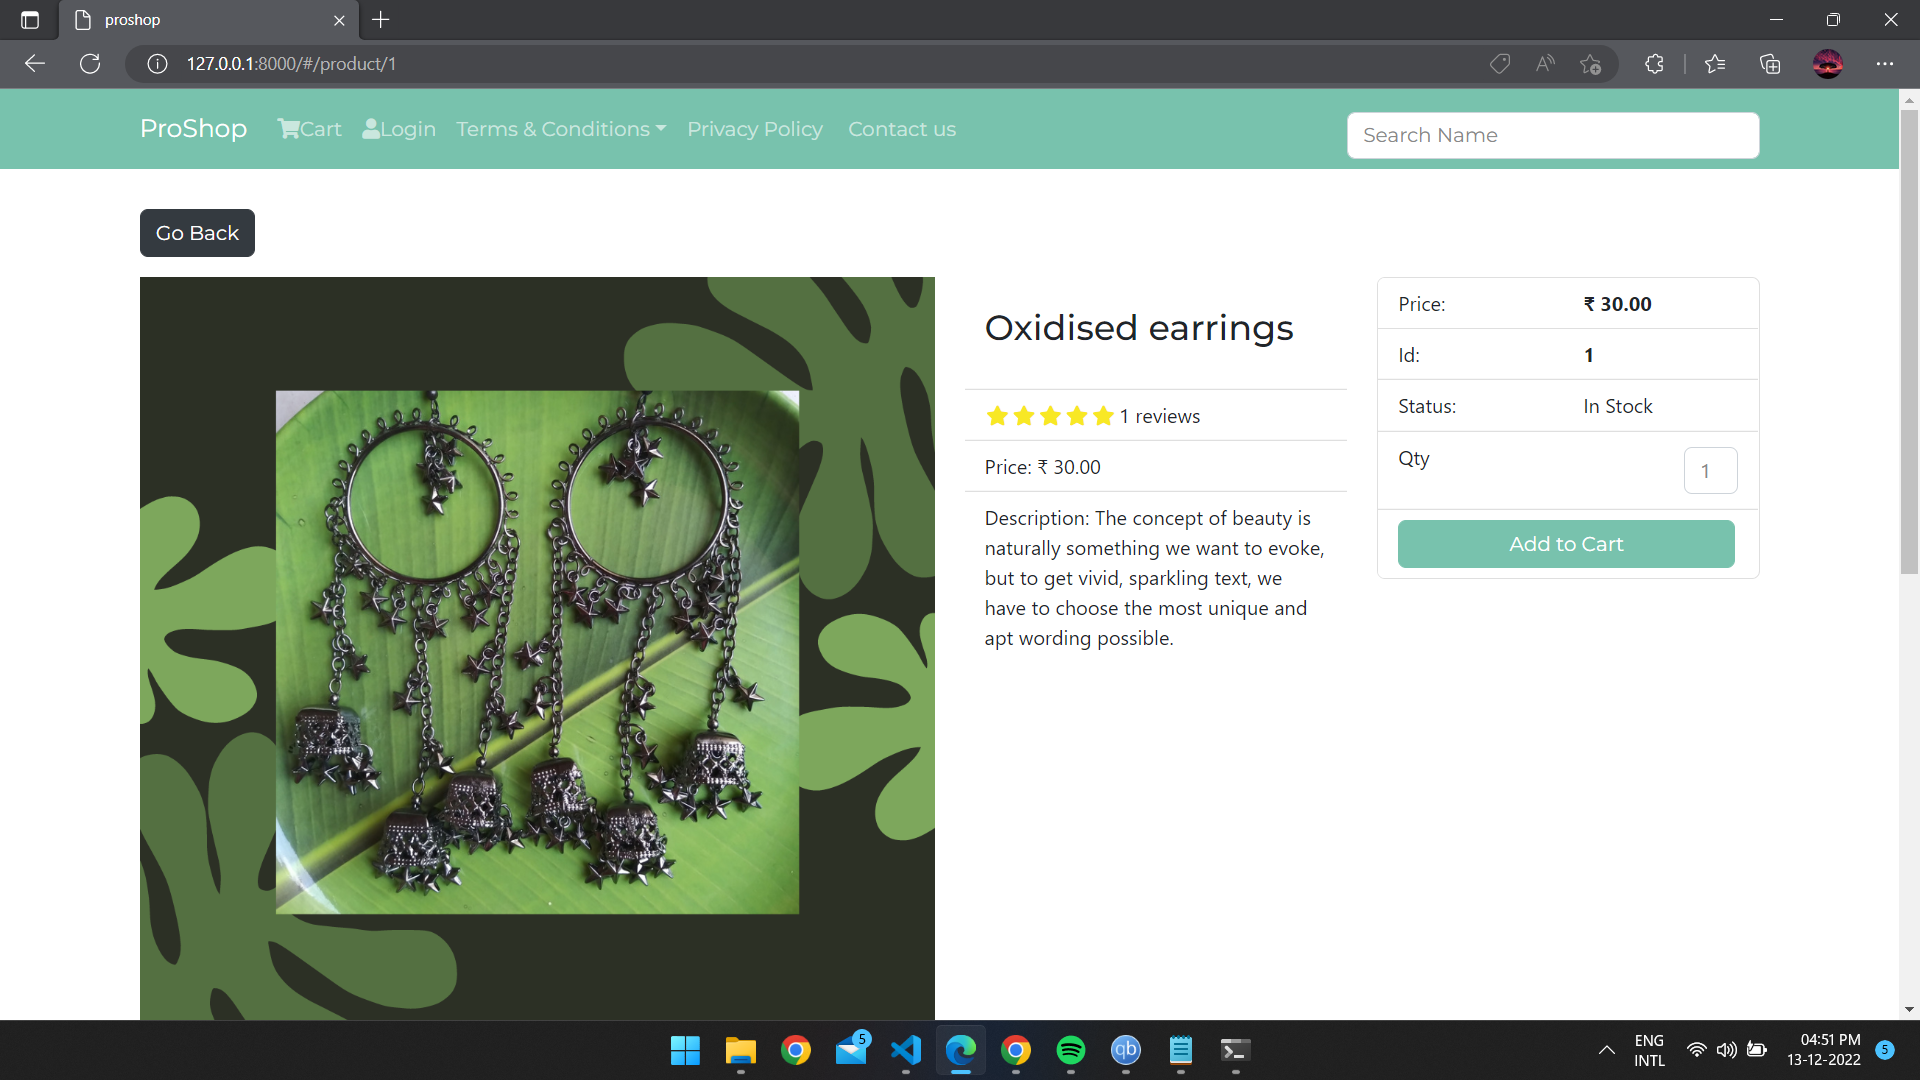 proshop
127.0.0.1:8000/#/product/1
ProShop Cart Login Terms & Conditions Privacy Policy Contact us Search Name
Go Back
Oxidised earrings
1 reviews
Price: ₹ 30.00
Description: The concept of beauty is
naturally something we want to evoke,
but to get vivid, sparkling text, we
have to choose the most unique and
apt wording possible.
Price: ₹ 30.00
Id: 1
Status: In Stock
Qty 1
Add to Cart
5
qb
ENG
INTL
04:51 PM
13-12-2022
5